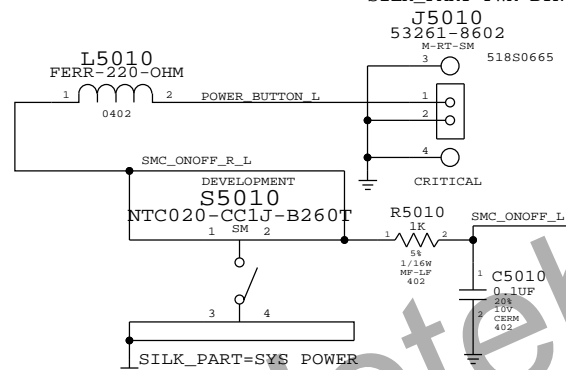 J5010
53261-8602
M-RT-SM
3
518S0665
L5010
FERR-220-OHM
1 2
POWER_BUTTON_L
1
2
0402
SMC_ONOFF_R_L
4
CRITICAL
DEVELOPMENT
S5010
NTC020-CC1J-B260T
1 SM 2
R5010
1K
1 2
SMC_ONOFF_L
5%
1/16W
MF-LF
402
1
C5010
0.1UF
20%
10V
2
CERM
402
3 4
SILK_PART=SYS POWER